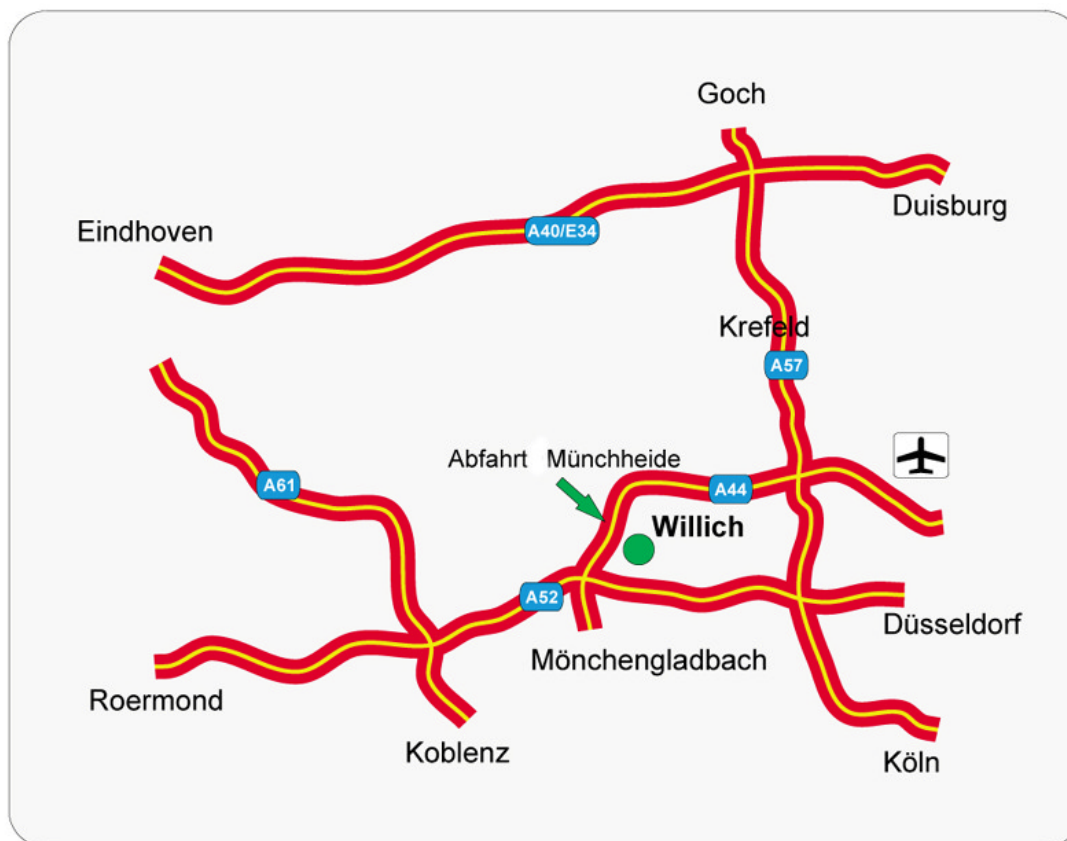 Goch
Duisburg
Eindhoven
A40/E34
Krefeld
A57
Abfahrt Münchheide
A61
A44
Willich
A52
Düsseldorf
Mönchengladbach
Roermond
Koblenz
Köln